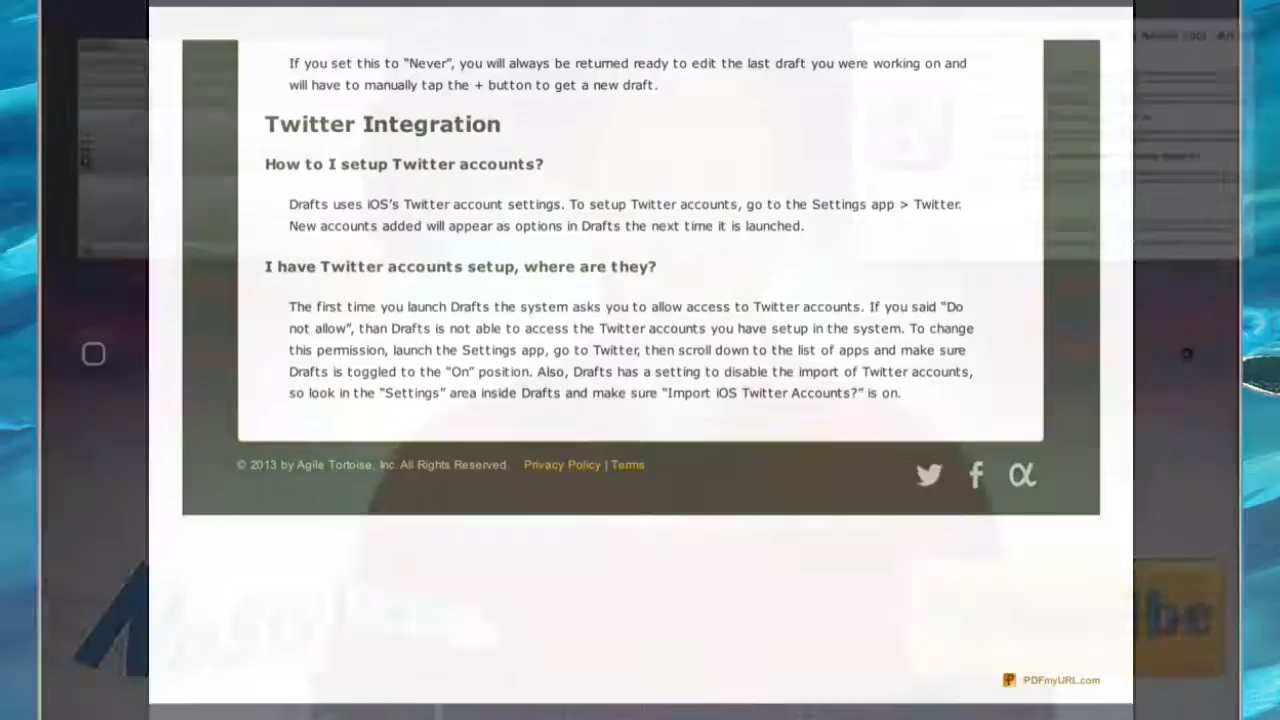 If you set this to “Never”, you will always be returned ready to edit the last draft you were working on and
will have to manually tap the + button to get a new draft.
Twitter Integration
How to I setup Twitter accounts?
Drafts uses iOS’s Twitter account settings. To setup Twitter accounts, go to the Settings app > Twitter.
New accounts added will appear as options in Drafts the next time it is launched.
I have Twitter accounts setup, where are they?
The first time you launch Drafts the system asks you to allow access to Twitter accounts. If you said “Do
not allow”, than Drafts is not able to access the Twitter accounts you have setup in the system. To change
this permission, launch the Settings app, go to Twitter, then scroll down to the list of apps and make sure
Drafts is toggled to the “On” position. Also, Drafts has a setting to disable the import of Twitter accounts,
so look in the “Settings” area inside Drafts and make sure “Import iOS Twitter Accounts?” is on.
© 2013 by Agile Tortoise, Inc. All Rights Reserved. Privacy Policy | Terms
PDFmyURL.com